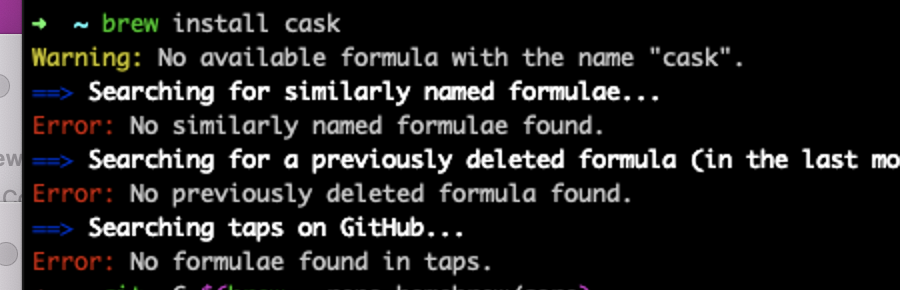 ➜ ~ brew install cask
Warning: No available formula with the name "cask".
==> Searching for similarly named formulae...
Error: No similarly named formulae found.
==> Searching for a previously deleted formula (in the last mo
Error: No previously deleted formula found.
==> Searching taps on GitHub...
Error: No formulae found in taps.